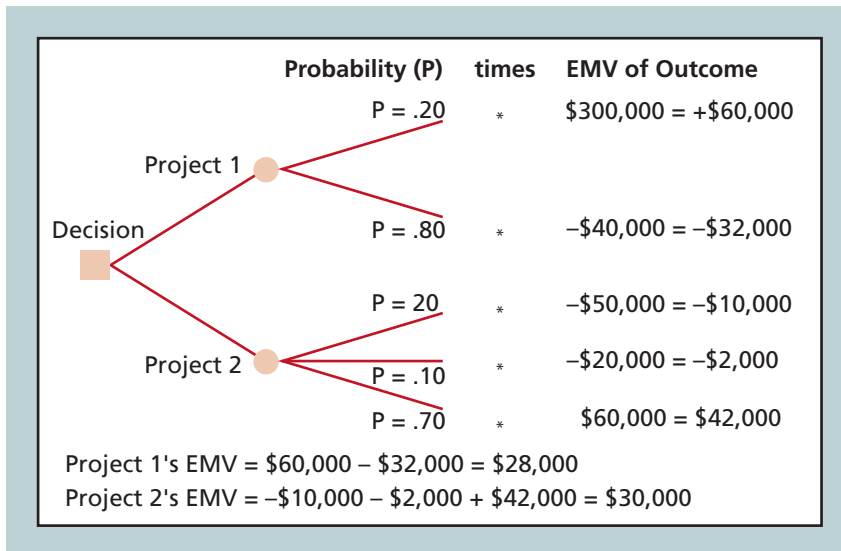 Probability (P) times EMV of Outcome
P = .20 * $300,000 = +$60,000
Project 1
Decision
P = .80 * –$40,000 = –$32,000
P = 20 * –$50,000 = –$10,000
Project 2
–$20,000 = –$2,000
P = .10 *
P = .70 * $60,000 = $42,000
Project 1's EMV = $60,000 – $32,000 = $28,000
Project 2's EMV = –$10,000 – $2,000 + $42,000 = $30,000